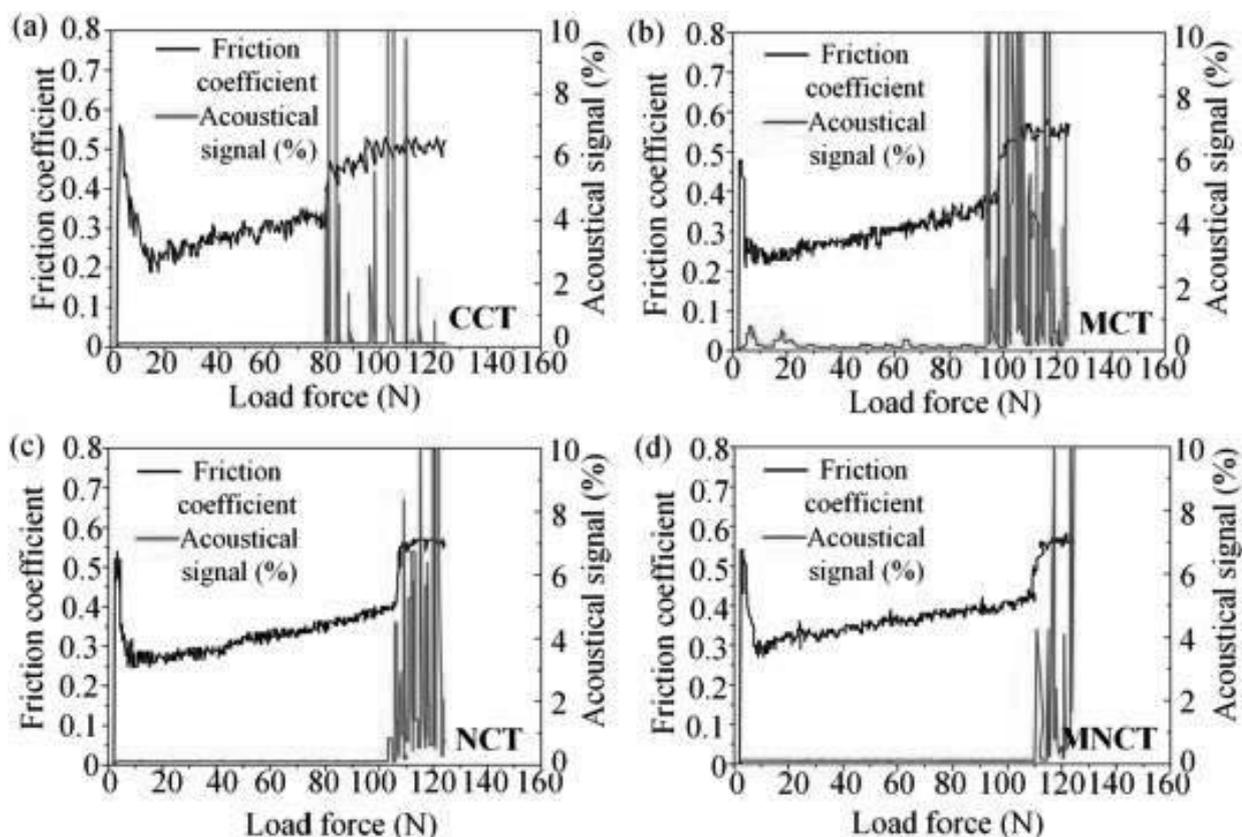 (a)
0.8
0.7
0.6
0.5
0.4
0.3
0.2
0.1
0
Friction coefficient
Friction
coefficient
Acoustical
signal (%)
CCT
10
8
6
4
2
0
Acoustical signal (%)
0 20 40 60 80 100 120 140 160
Load force (N)
(b)
0.8
0.7
0.6
0.5
0.4
0.3
0.2
0.1
0
Friction coefficient
Friction
coefficient
Acoustical
signal (%)
MCT
10
8
6
4
2
0
Acoustical signal (%)
0 20 40 60 80 100 120 140 160
Load force (N)
(c)
0.8
0.7
0.6
0.5
0.4
0.3
0.2
0.1
0
Friction coefficient
Friction
coefficient
Acoustical
signal (%)
NCT
10
8
6
4
2
0
Acoustical signal (%)
0 20 40 60 80 100 120 140 160
Load force (N)
(d)
0.8
0.7
0.6
0.5
0.4
0.3
0.2
0.1
0
Friction coefficient
Friction
coefficient
Acoustical
signal (%)
MNCT
10
8
6
4
2
0
Acoustical signal (%)
0 20 40 60 80 100 120 140 160
Load force (N)